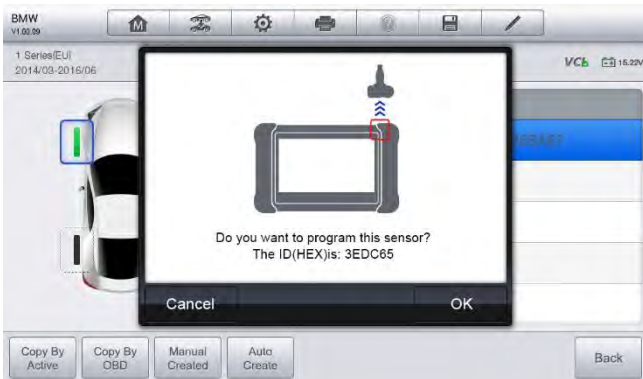 BMW
V1.00.09
1 Series(EU)
2014/03-2016/06
VCI
15.22V
Do you want to program this sensor?
The ID(HEX)is: 3EDC65
Cancel
OK
Copy By
Active
Copy By
OBD
Manual
Created
Auto
Create
Back